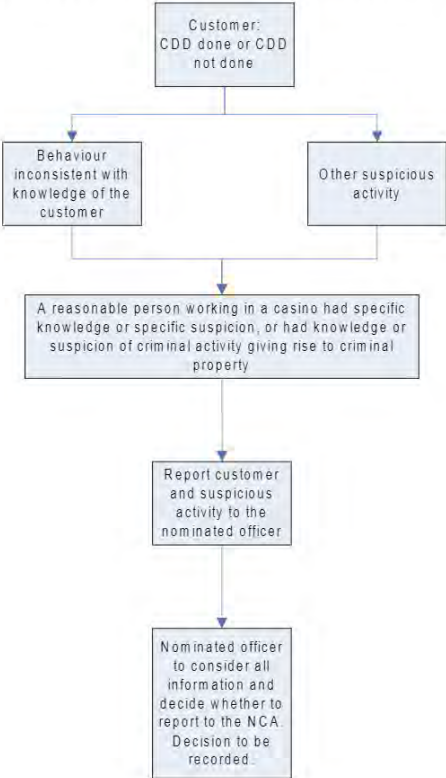 Customer:
CDD done or CDD
not done
Behaviour
inconsistent with
knowledge of the
customer
Other suspicious
activity
A reasonable person working in a casino had specific
knowledge or specific suspicion, or had knowledge or
suspicion of criminal activity giving rise to criminal
property
Report customer
and suspicious
activity to the
nominated officer
Nominated officer
to consider all
information and
decide whether to
report to the NCA.
Decision to be
recorded.